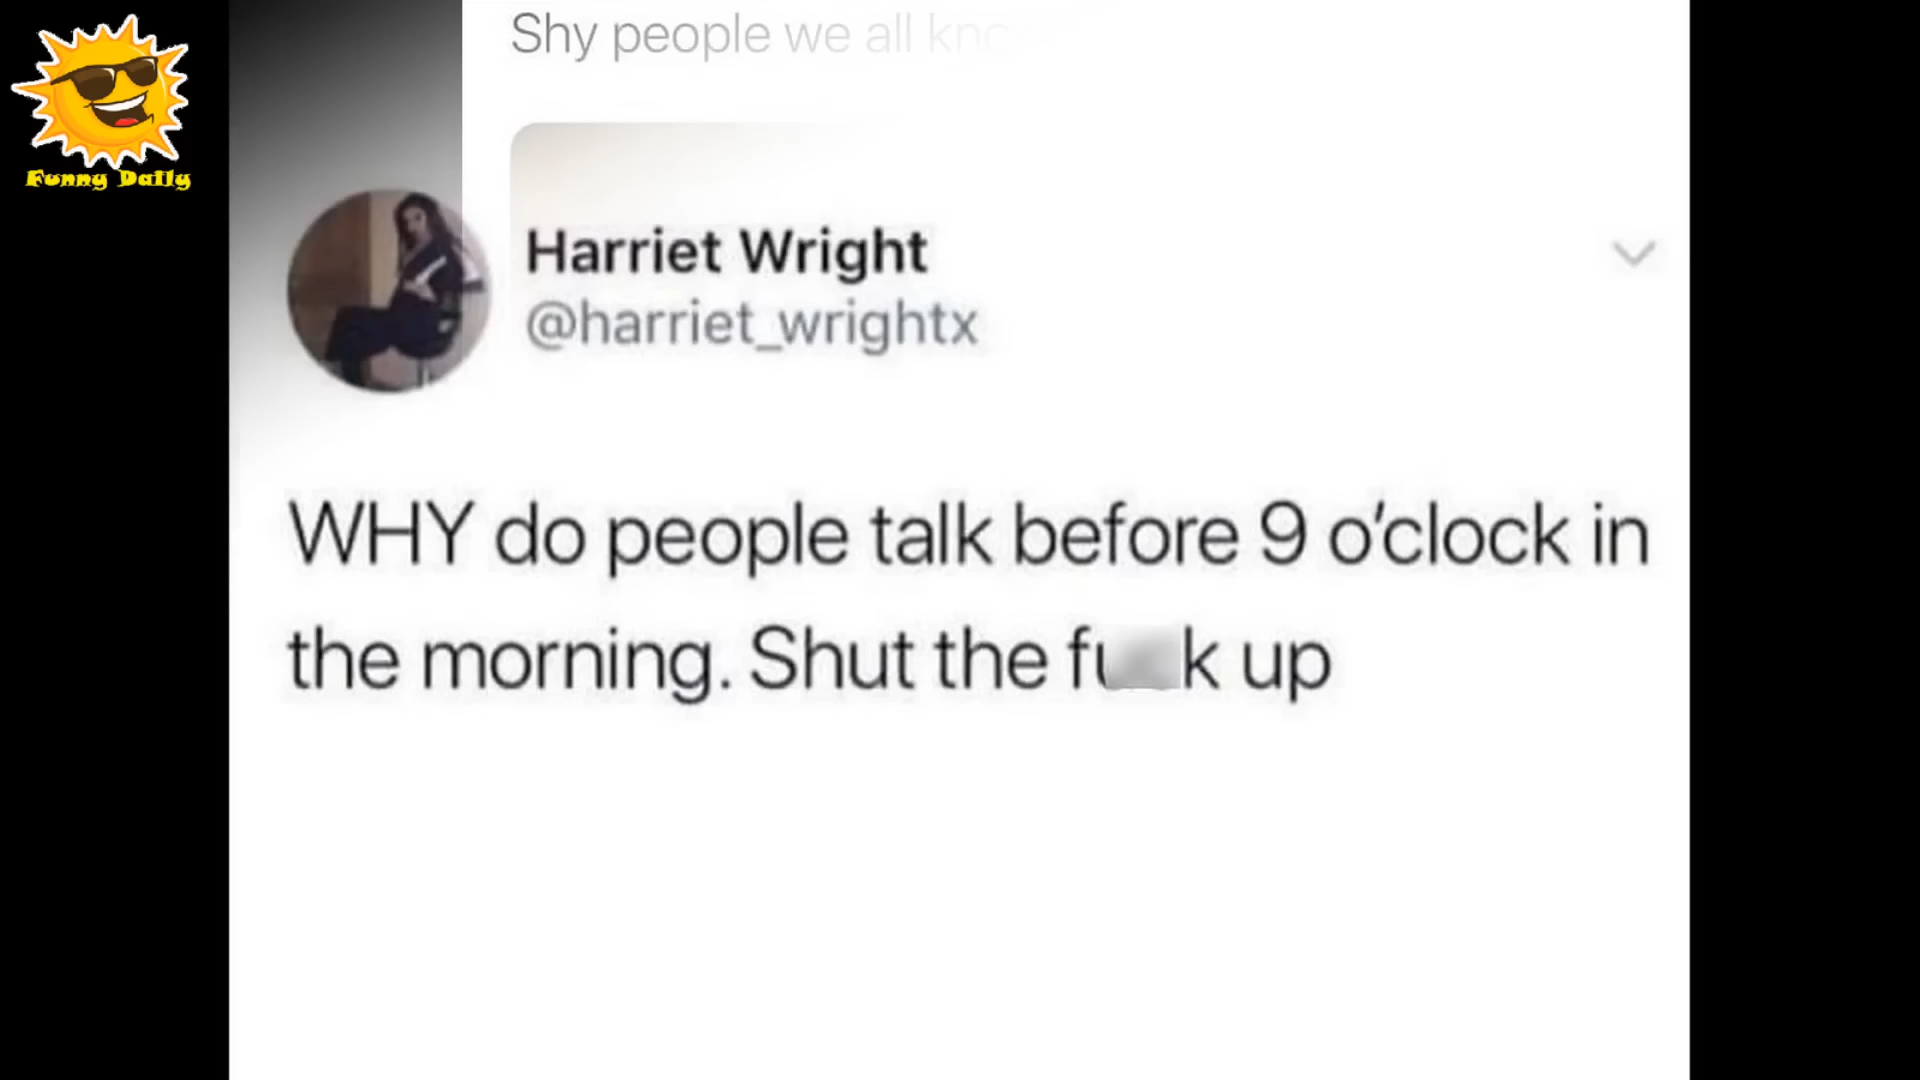 Funny Daily
Shy people we all
Harriet Wright
@harriet_wrightx
WHY do people talk before 9 o'clock in
the morning. Shut the fu k up